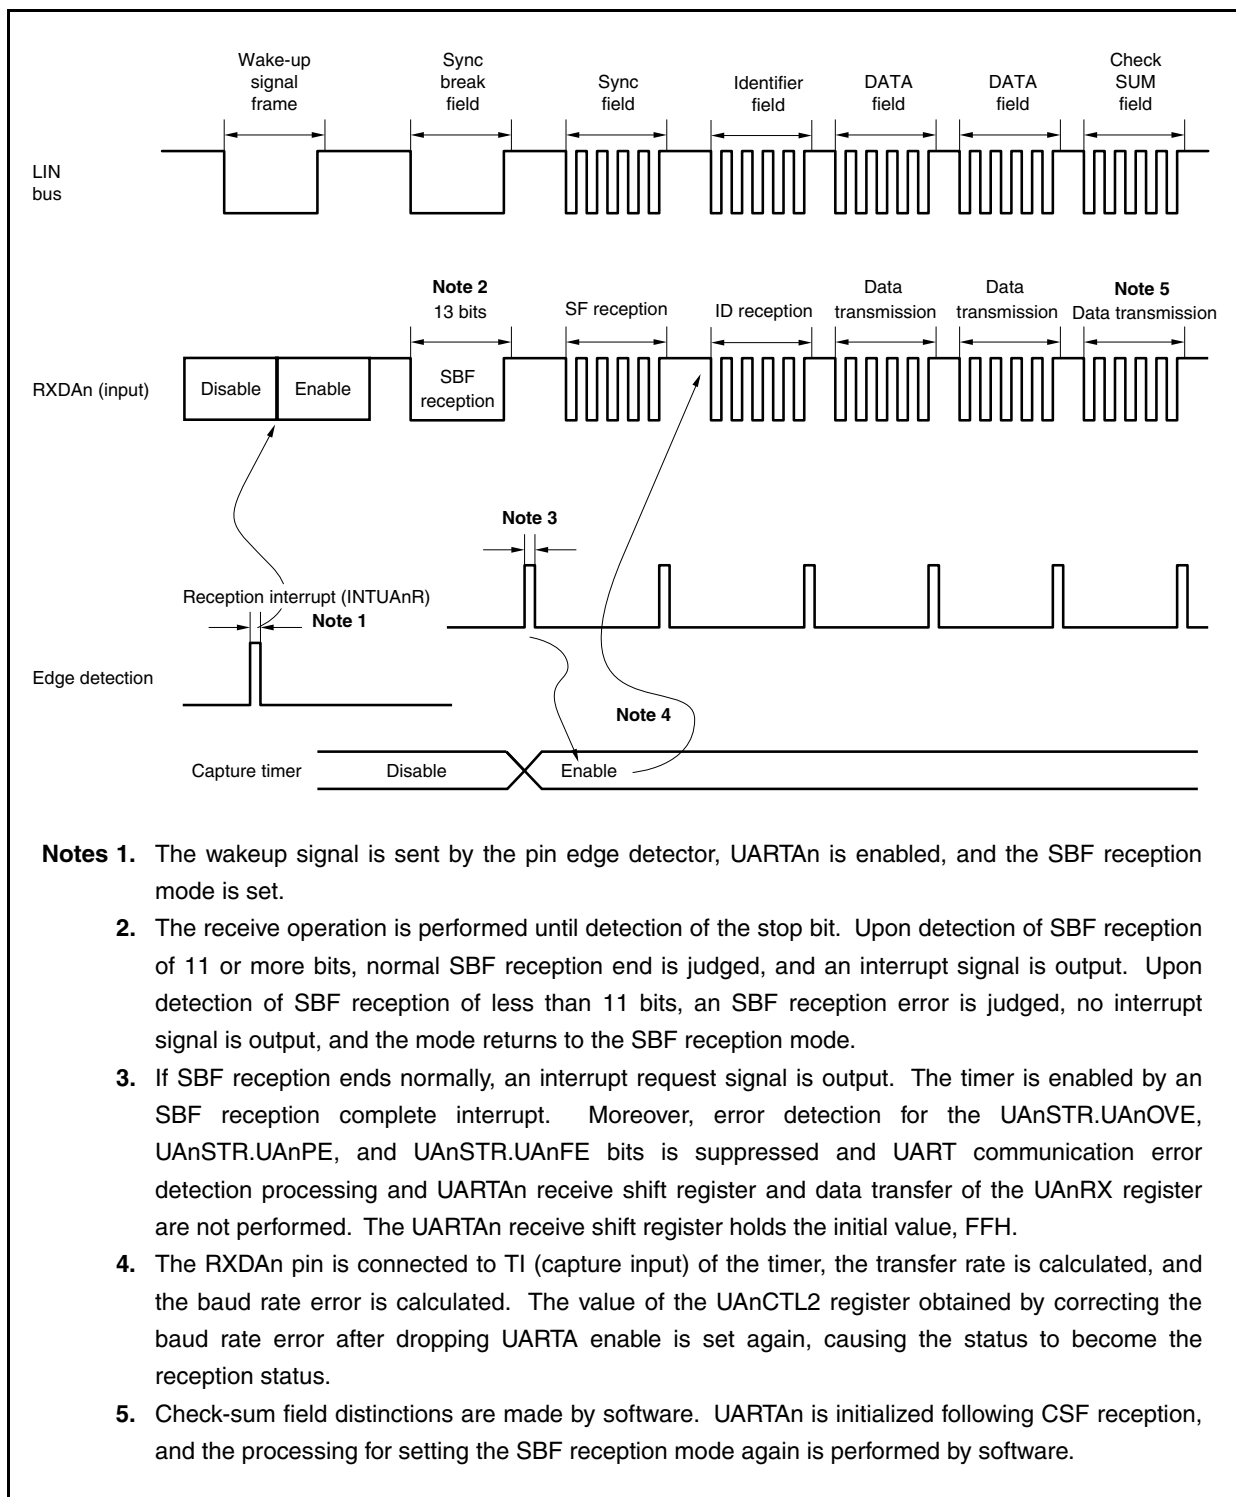 Wake-up
signal
frame
Sync
break
field
Sync
field
Identifier
field
DATA
field
DATA
field
Check
SUM
field
LIN
bus
Note 2
13 bits
SF reception
ID reception
Data
transmission
Data
transmission
Note 5
Data transmission
RXDAn (input)
Disable
Enable
SBF
reception
Note 3
Reception interrupt (INTUAnR)
Note 1
Edge detection
Note 4
Capture timer
Disable
Enable
Notes 1. The wakeup signal is sent by the pin edge detector, UARTAn is enabled, and the SBF reception
mode is set.
2. The receive operation is performed until detection of the stop bit. Upon detection of SBF reception
of 11 or more bits, normal SBF reception end is judged, and an interrupt signal is output. Upon
detection of SBF reception of less than 11 bits, an SBF reception error is judged, no interrupt
signal is output, and the mode returns to the SBF reception mode.
3. If SBF reception ends normally, an interrupt request signal is output. The timer is enabled by an
SBF reception complete interrupt. Moreover, error detection for the UAnSTR.UAnOVE,
UAnSTR.UAnPE, and UAnSTR.UAnFE bits is suppressed and UART communication error
detection processing and UARTAn receive shift register and data transfer of the UAnRX register
are not performed. The UARTAn receive shift register holds the initial value, FFH.
4. The RXDAn pin is connected to TI (capture input) of the timer, the transfer rate is calculated, and
the baud rate error is calculated. The value of the UAnCTL2 register obtained by correcting the
baud rate error after dropping UARTA enable is set again, causing the status to become the
reception status.
5. Check-sum field distinctions are made by software. UARTAn is initialized following CSF reception,
and the processing for setting the SBF reception mode again is performed by software.